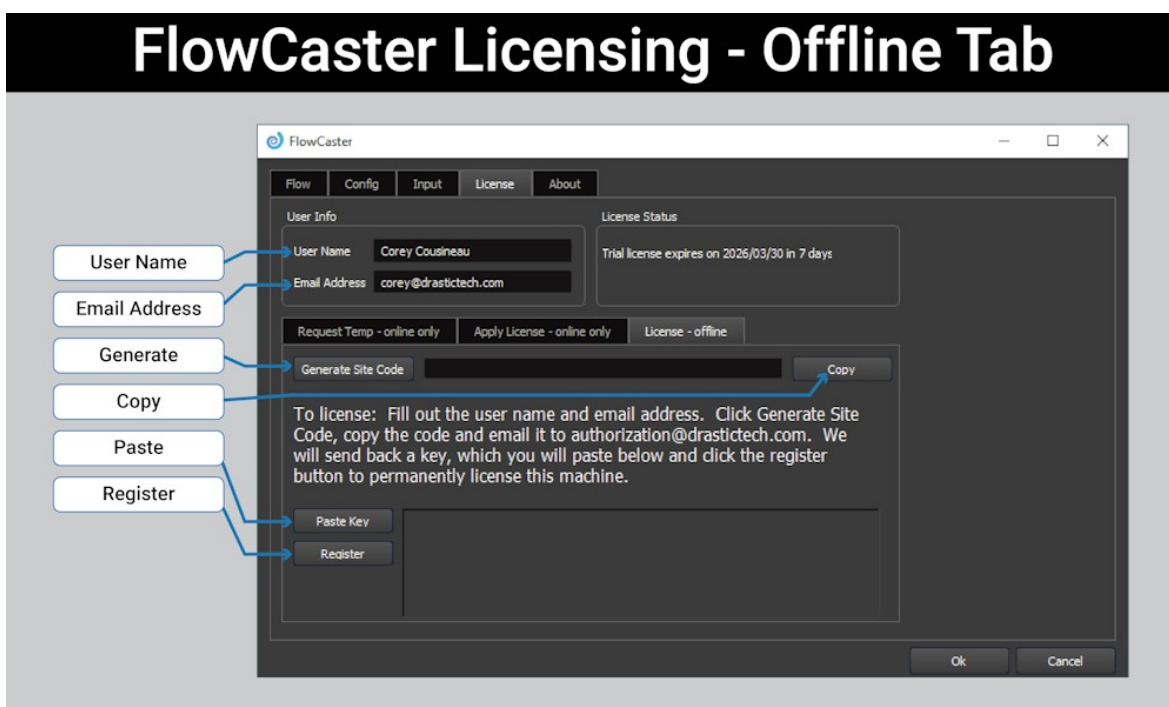 FlowCaster Licensing - Offline Tab
FlowCaster
Flow Config Input License About
User Info
License Status
User Name
User Name Corey Cousineau
Trial license expires on 2026/03/30 in 7 days
Email Address
Email Address corey@drastictech.com
Request Temp - online only Apply License - online only License - offline
Generate
Generate Site Code
Copy
Copy
To license: Fill out the user name and email address. Click Generate Site
Code, copy the code and email it to authorization@drastictech.com. We
will send back a key, which you will paste below and click the register
button to permanently license this machine.
Paste
Paste Key
Register
Register
Ok Cancel